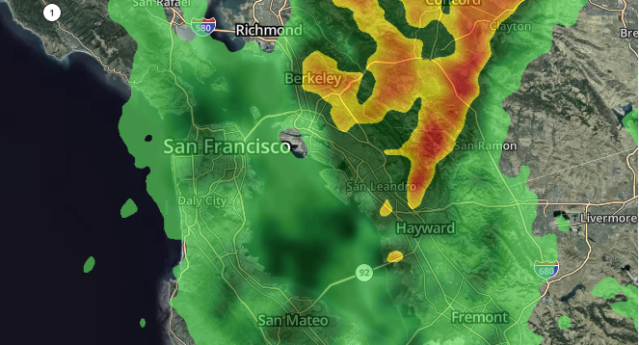 San Rafael
Concord
1
580
Richmond
Clayton
Bre
Berkeley
San Francisco
San Ramon
San Leandro
Daly City
Livermore
Hayward
680
92
San Mateo
Fremont